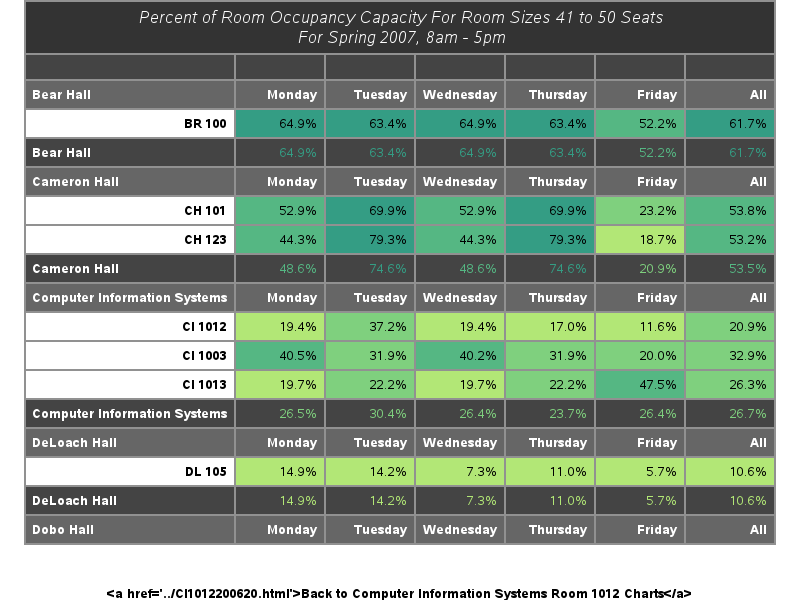 Percent of Room Occupancy Capacity For Room Sizes 41 to 50 Seats
For Spring 2007, 8am - 5pm
Bear Hall Monday Tuesday Wednesday Thursday Friday All
BR 100 64.9% 63.4% 64.9% 63.4% 52.2% 61.7%
Bear Hall 64.9% 63.4% 64.9% 63.4% 52.2% 61.7%
Cameron Hall Monday Tuesday Wednesday Thursday Friday All
CH 101 52.9% 69.9% 52.9% 69.9% 23.2% 53.8%
CH 123 44.3% 79.3% 44.3% 79.3% 18.7% 53.2%
Cameron Hall 48.6% 74.6% 48.6% 74.6% 20.9% 53.5%
Computer Information Systems Monday Tuesday Wednesday Thursday Friday All
CI 1012 19.4% 37.2% 19.4% 17.0% 11.6% 20.9%
CI 1003 40.5% 31.9% 40.2% 31.9% 20.0% 32.9%
CI 1013 19.7% 22.2% 19.7% 22.2% 47.5% 26.3%
Computer Information Systems 26.5% 30.4% 26.4% 23.7% 26.4% 26.7%
DeLoach Hall Monday Tuesday Wednesday Thursday Friday All
DL 105 14.9% 14.2% 7.3% 11.0% 5.7% 10.6%
DeLoach Hall 14.9% 14.2% 7.3% 11.0% 5.7% 10.6%
Dobo Hall Monday Tuesday Wednesday Thursday Friday All
&lt;a href='../CI1012200620.html'&gt;Back to Computer Information Systems Room 1012 Charts&lt;/a&gt;